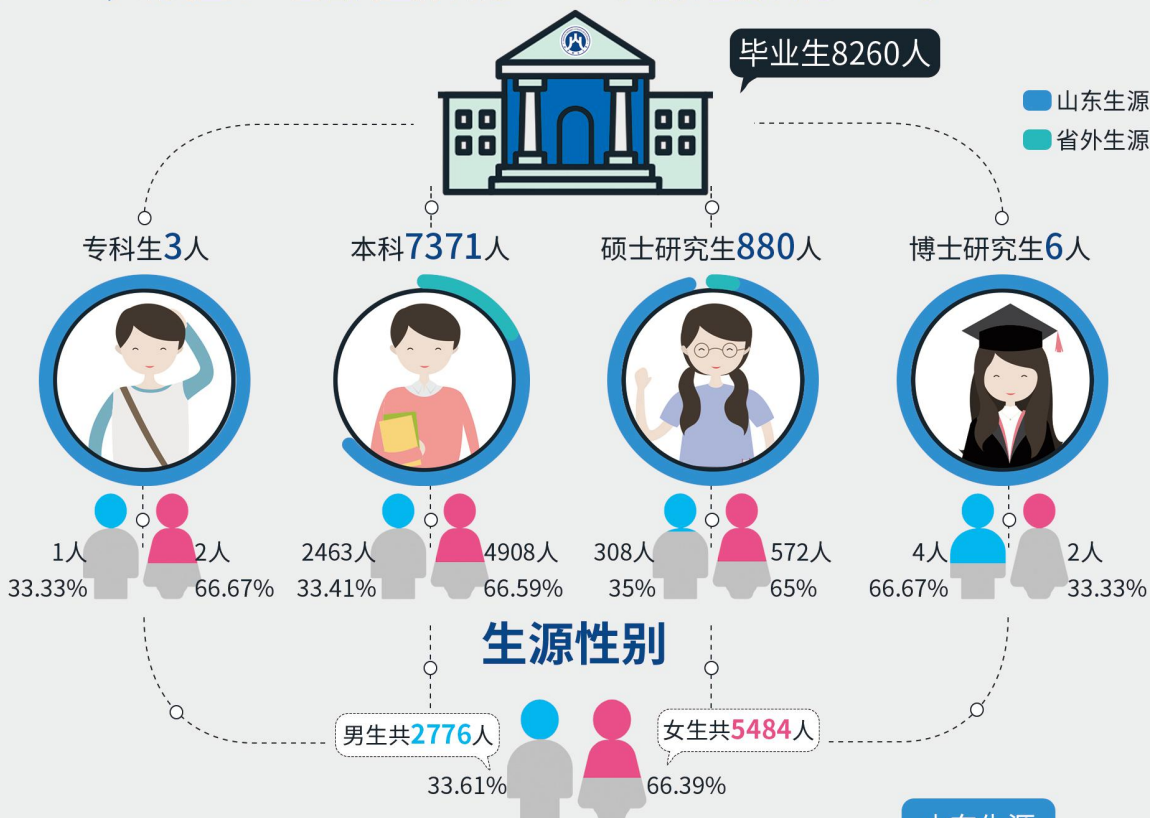 毕业生8260人
山东生源
省外生源
专科生3人
本科7371人
硕士研究生880人
博士研究生6人
1人
2人
33.33%
66.67%
2463人
4908人
33.41%
66.59%
308人
572人
35%
65%
4人
2人
66.67%
33.33%
生源性别
男生共2776人
女生共5484人
33.61%
66.39%
山东生源